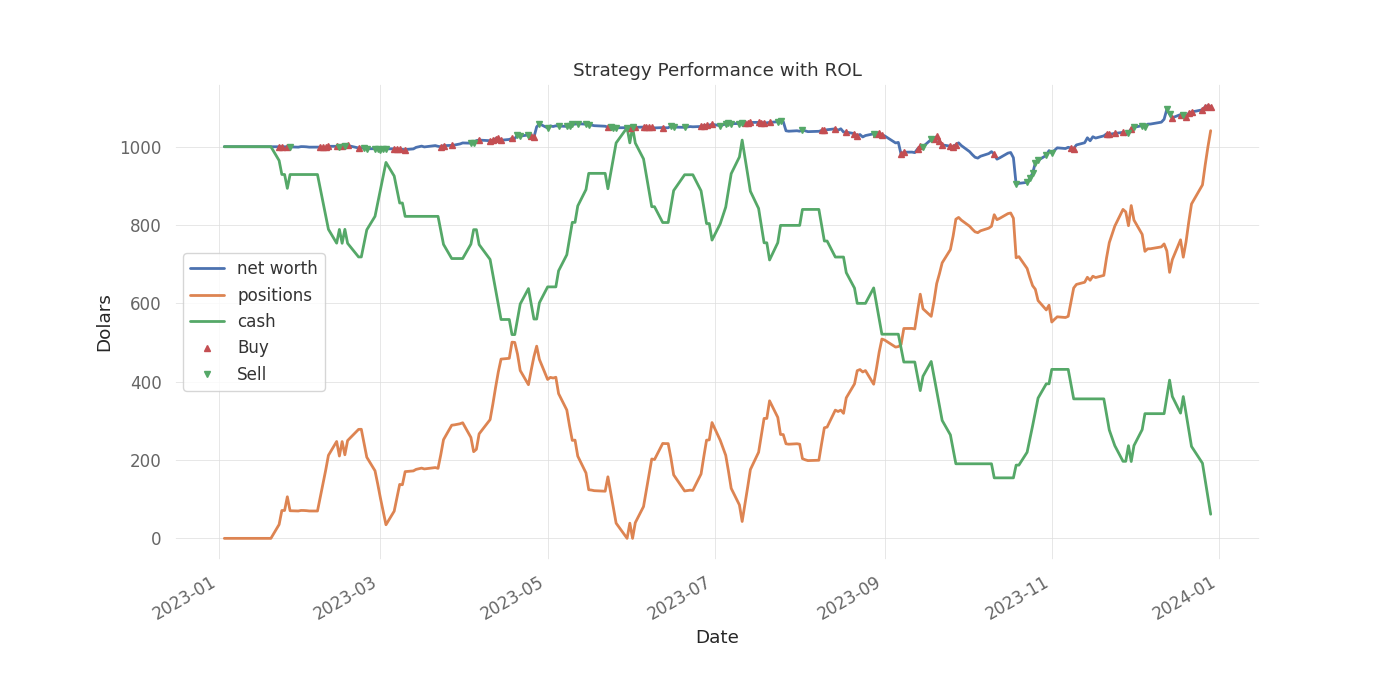 Strategy Performance with ROL
1000
800
600
400
200
0
Dolars
net worth
positions
cash
Buy
Sell
2023-01
2023-03
2023-05
2023-07
2023-09
2023-11
2024-01
Date